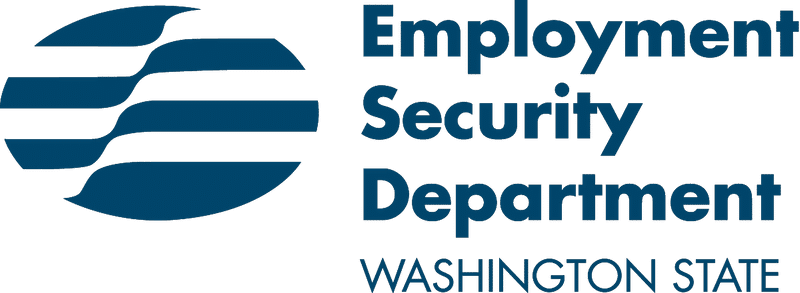 Employment
Security
Department
WASHINGTON STATE